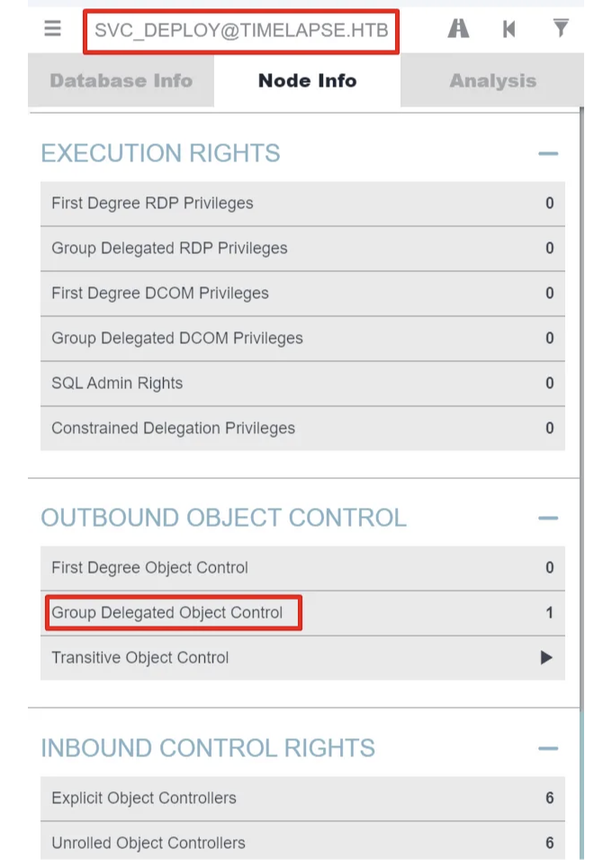 SVC_DEPLOY@TIMELAPSE.HTB
Database Info Node Info Analysis
EXECUTION RIGHTS
First Degree RDP Privileges 0
Group Delegated RDP Privileges 0
First Degree DCOM Privileges 0
Group Delegated DCOM Privileges 0
SQL Admin Rights 0
Constrained Delegation Privileges 0
OUTBOUND OBJECT CONTROL
First Degree Object Control 0
Group Delegated Object Control 1
Transitive Object Control
INBOUND CONTROL RIGHTS
Explicit Object Controllers 6
Unrolled Object Controllers 6